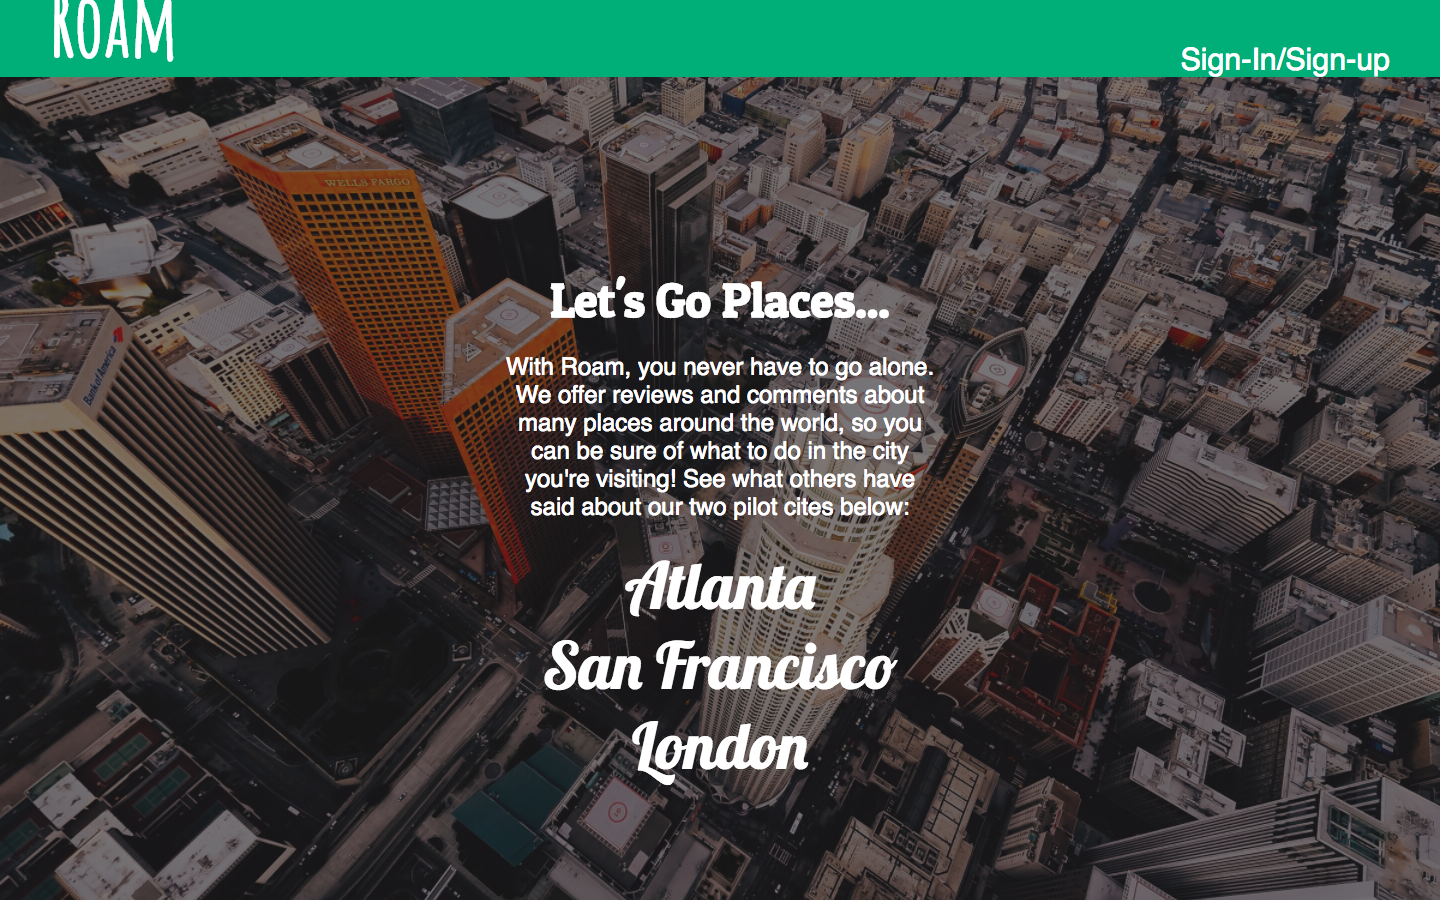 ROAM
Sign-In/Sign-up
WELLS FARGO
Let's Go Places...
Bank of America
With Roam, you never have to go alone.
We offer reviews and comments about
many places around the world, so you
can be sure of what to do in the city
you're visiting! See what others have
said about our two pilot cites below:
Atlanta
San Francisco
London